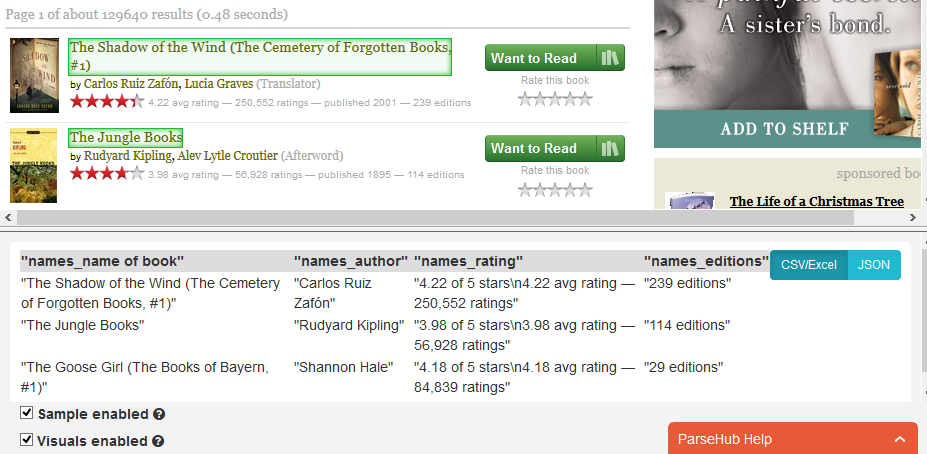 Page 1 of about 129640 results (0.48 seconds)
The Shadow of the Wind (The Cemetery of Forgotten Books,
#1)
by Carlos Ruiz Zafón, Lucia Graves (Translator)
4.22 avg rating — 250,552 ratings — published 2001 — 239 editions
Want to Read
Rate this book
The Jungle Books
by Rudyard Kipling, Alev Lytle Croutier (Afterword)
3.98 avg rating — 56,928 ratings — published 1895 — 114 editions
Want to Read
Rate this book
A sister's bond.
ADD TO SHELF
sponsored bo
The Life of a Christmas Tree
"names_name of book" "names_author" "names_rating" "names_editions"
CSV/Excel JSON
"The Shadow of the Wind (The Cemetery "Carlos Ruiz "4.22 of 5 stars\n4.22 avg rating — "239 editions"
of Forgotten Books, #1)" Zafón" 250,552 ratings"
"The Jungle Books" "Rudyard Kipling" "3.98 of 5 stars\n3.98 avg rating — "114 editions"
56,928 ratings"
"The Goose Girl (The Books of Bayern, "Shannon Hale" "4.18 of 5 stars\n4.18 avg rating — "29 editions"
#1)" 84,839 ratings"
Sample enabled ?
Visuals enabled ?
ParseHub Help